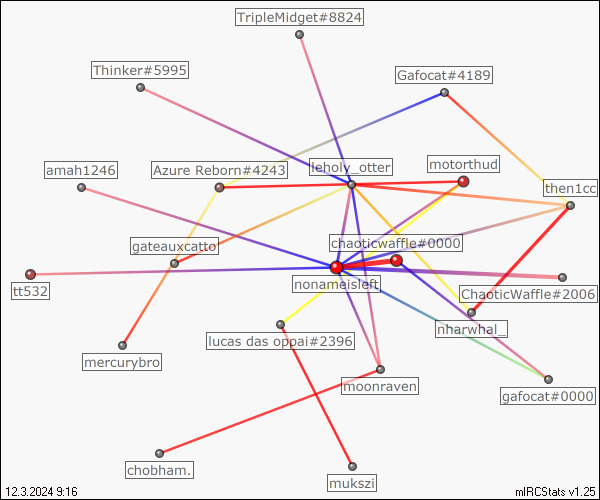 TripleMidget#8824
Thinker#5995
Gafocat#4189
amah1246
Azure Reborn#4243
leholy_otter
motorthud
then1cc
gateauxcatto
chaoticwaffle#0000
tt532
nonameisleft
ChaoticWaffle#2006
lucas das oppai#2396
nharwhal_
mercurybro
moonraven
gafocat#0000
chobham.
mukszi
12.3.2024 9:16
mIRCStats v1.25